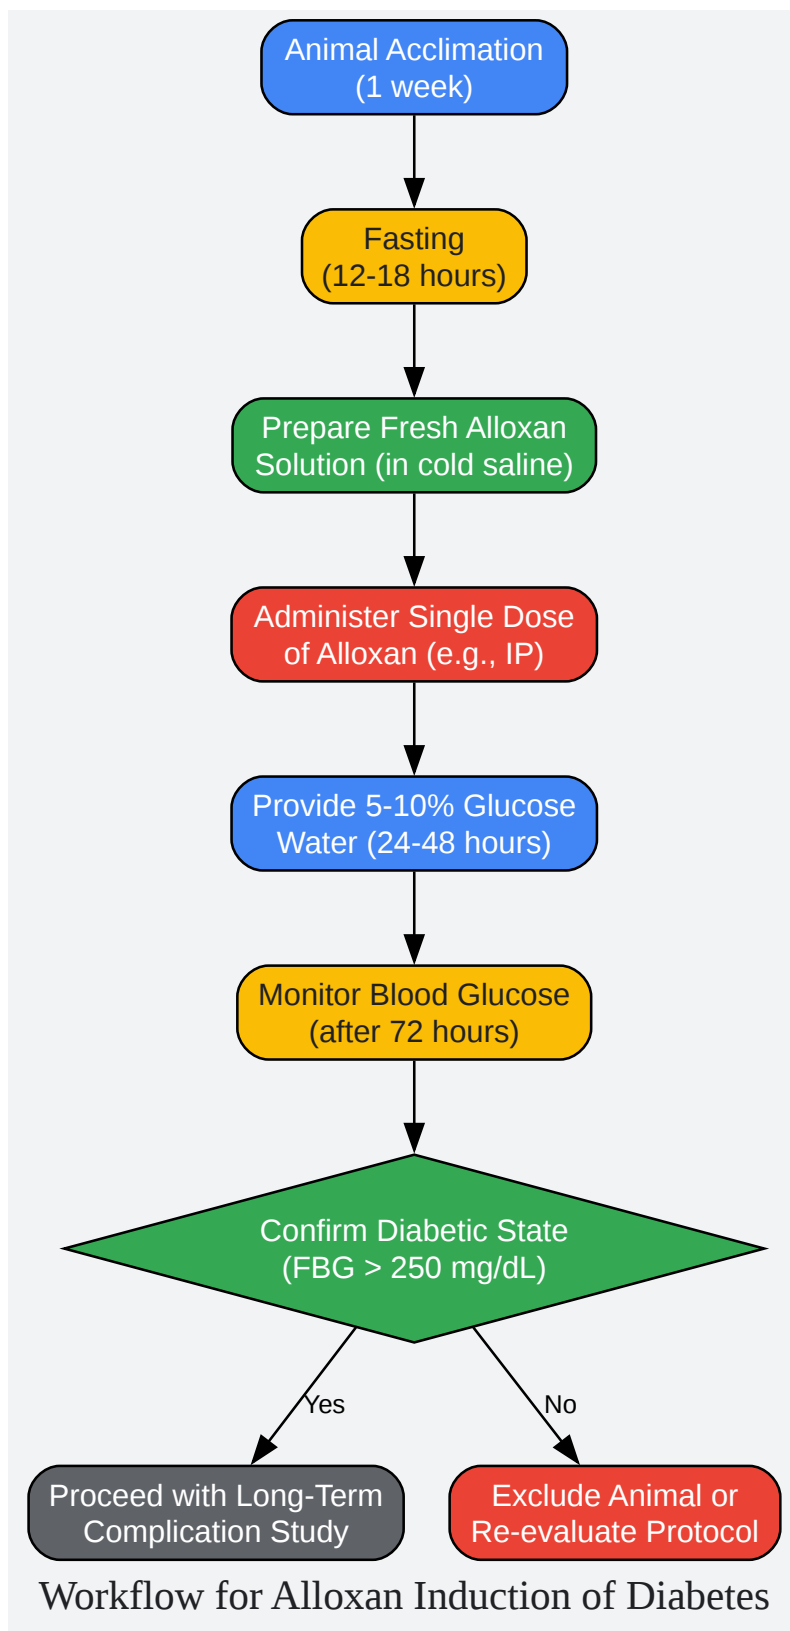 Animal Acclimation
(1 week)
Fasting
(12-18 hours)
Prepare Fresh Alloxan
Solution (in cold saline)
Administer Single Dose
of Alloxan (e.g., IP)
Provide 5-10% Glucose
Water (24-48 hours)
Monitor Blood Glucose
(after 72 hours)
Confirm Diabetic State
(FBG > 250 mg/dL)
Yes
No
Proceed with Long-Term
Complication Study
Exclude Animal or
Re-evaluate Protocol
Workflow for Alloxan Induction of Diabetes